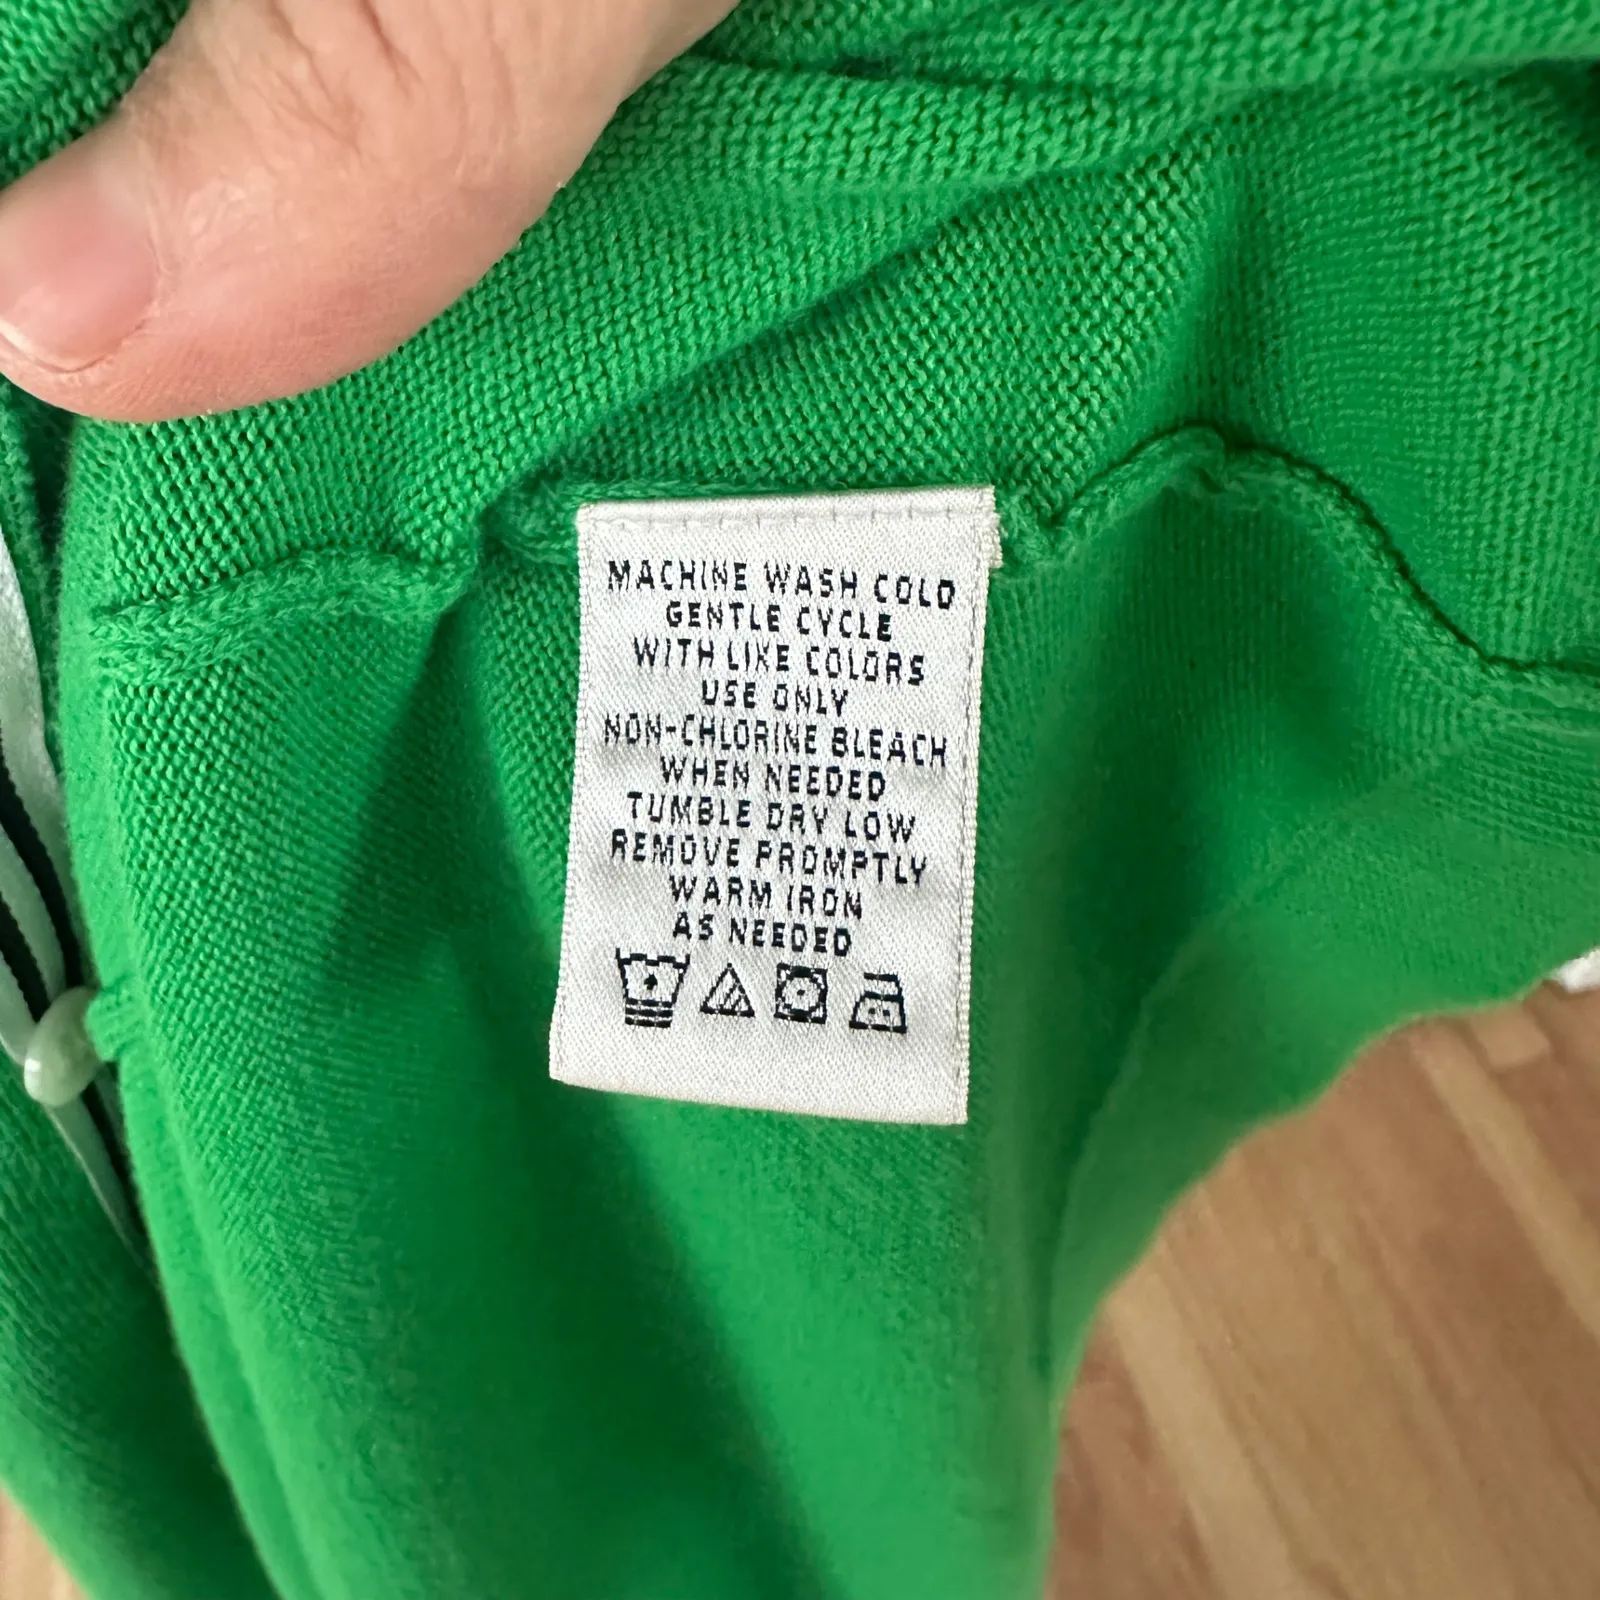 MACHINE WASH COLD
GENTLE CYCLE
WITH LIKE COLORS
USE ONLY
NON-CHLORINE BLEACH
WHEN NEEDED
TUMBLE DRY LOW
REMOVE PROMPTLY
WARM IRON
AS NEEDED